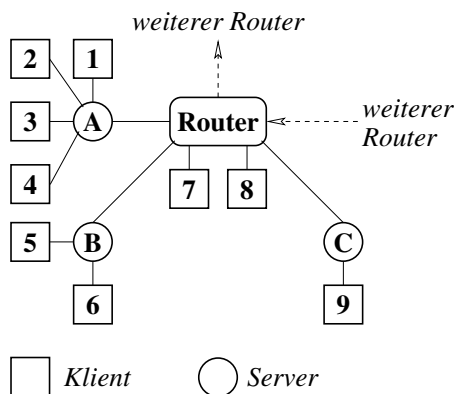 weiterer Router
2
1
3
A
Router
weiterer
Router
4
7
8
5
B
C
6
9
Klient
Server